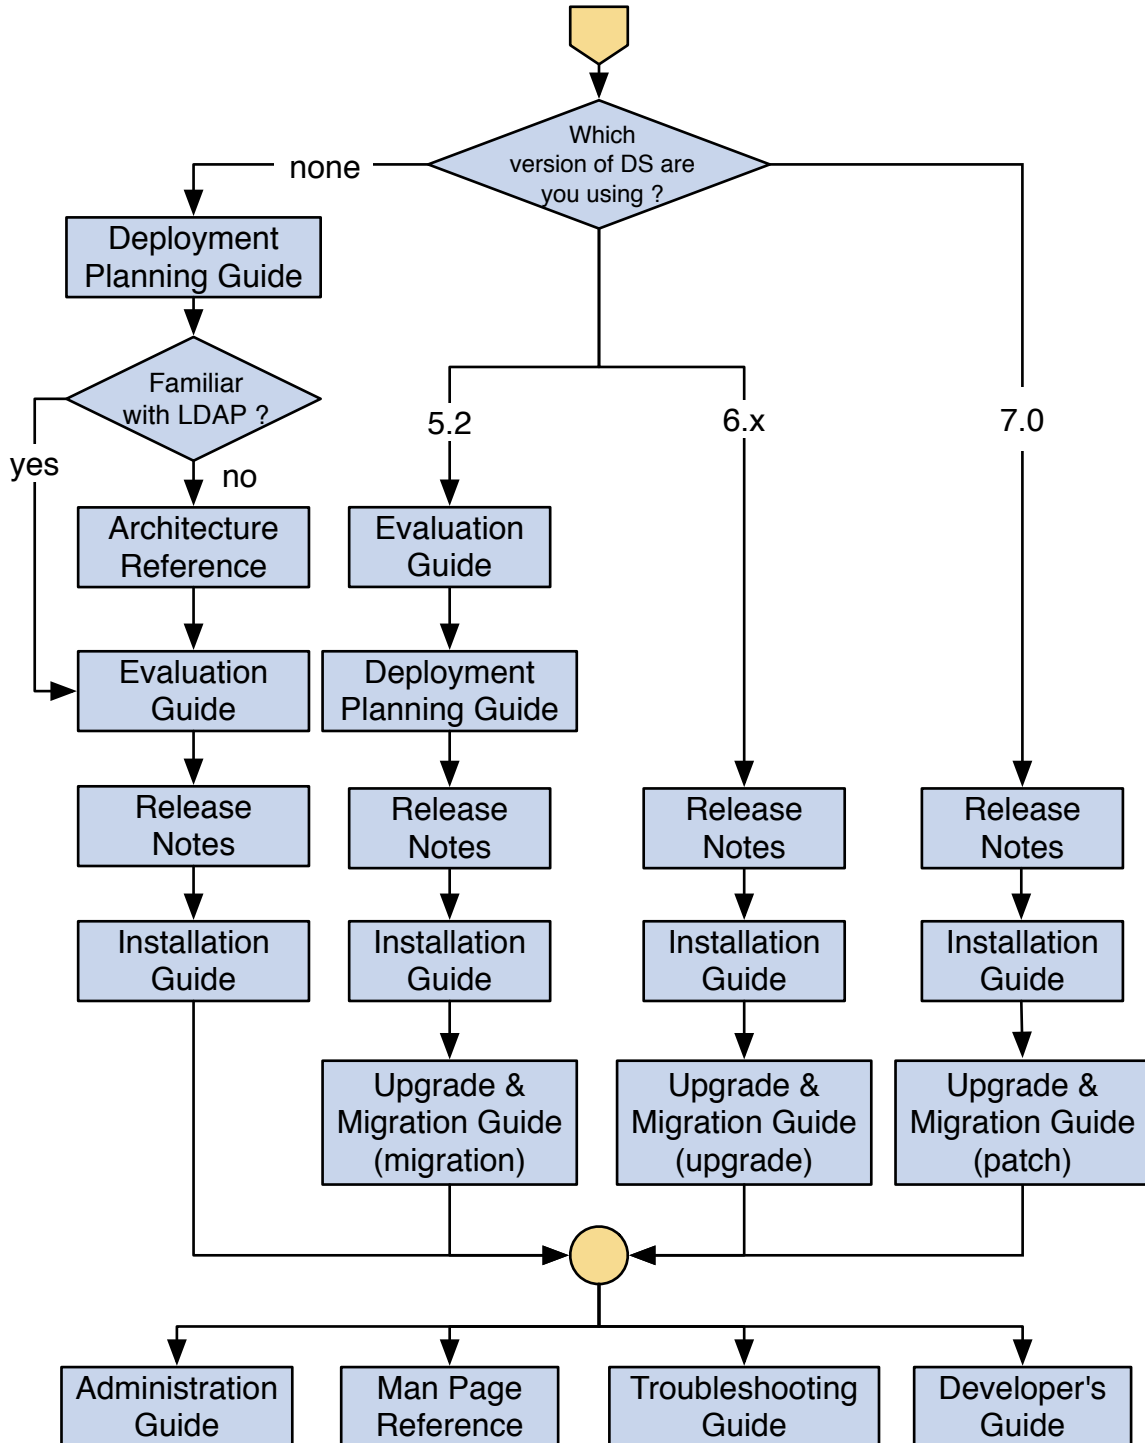 Which
version of DS are
you using ?
none
Deployment
Planning Guide
Familiar
with LDAP ?
yes
no
5.2
6.x
7.0
Architecture
Reference
Evaluation
Guide
Evaluation
Guide
Deployment
Planning Guide
Release
Notes
Release
Notes
Release
Notes
Release
Notes
Installation
Guide
Installation
Guide
Installation
Guide
Installation
Guide
Upgrade &
Migration Guide
(migration)
Upgrade &
Migration Guide
(upgrade)
Upgrade &
Migration Guide
(patch)
Administration
Guide
Man Page
Reference
Troubleshooting
Guide
Developer's
Guide